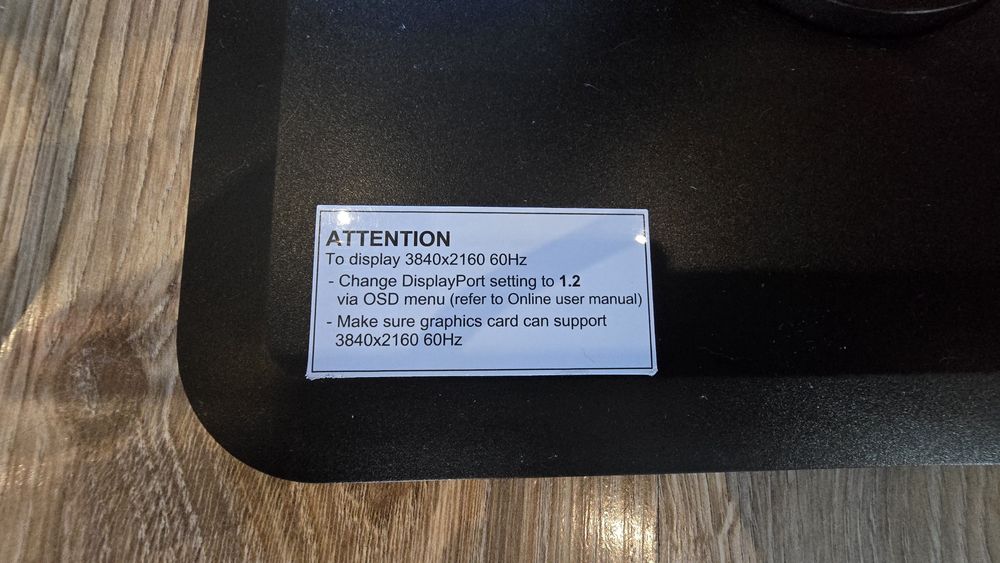 ATTENTION
To display 3840x2160 60Hz
- Change DisplayPort setting to 1.2
via OSD menu (refer to Online user manual)
- Make sure graphics card can support
3840x2160 60Hz